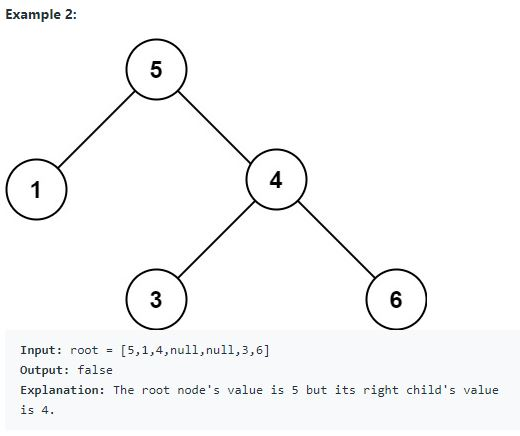 Example 2:
5
1
4
3
6
Input: root = [5,1,4,null,null,3,6]
Output: false
Explanation: The root node's value is 5 but its right child's value
is 4.